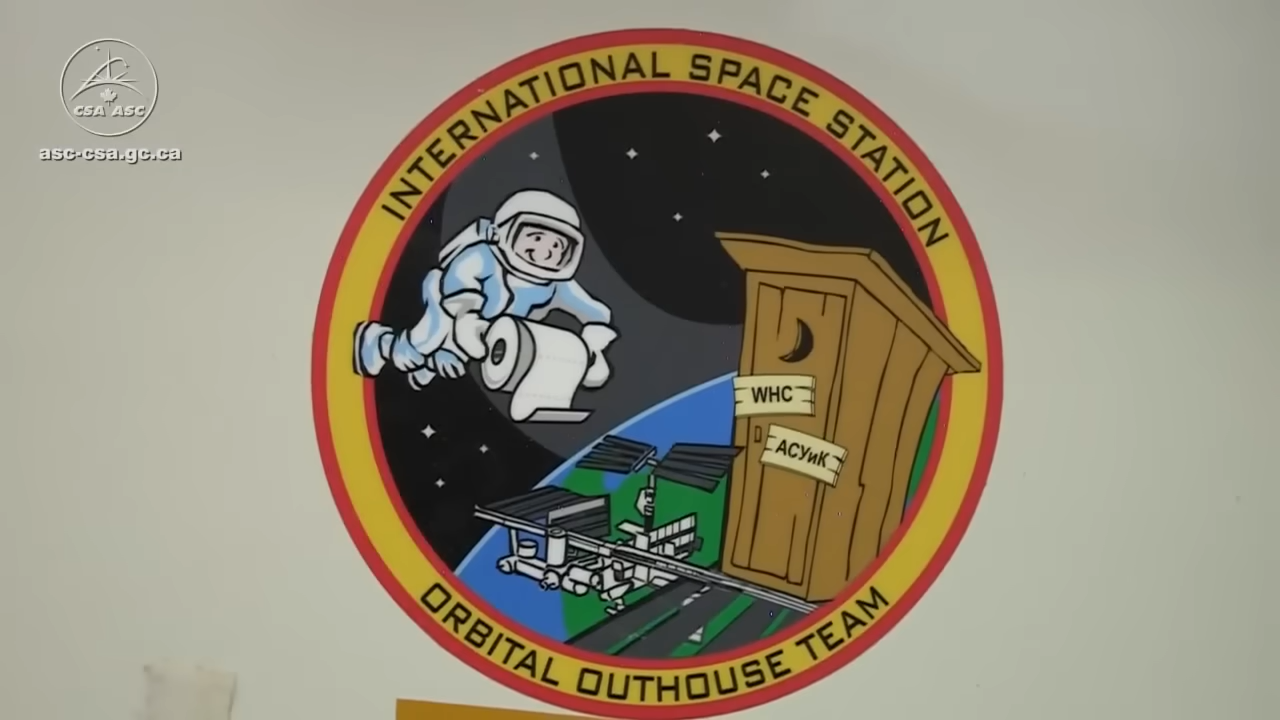 CSA ASC
asc-csa.gc.ca
INTERNATIONAL SPACE STATION
WHC
АСУиК
ORBITAL OUTHOUSE TEAM